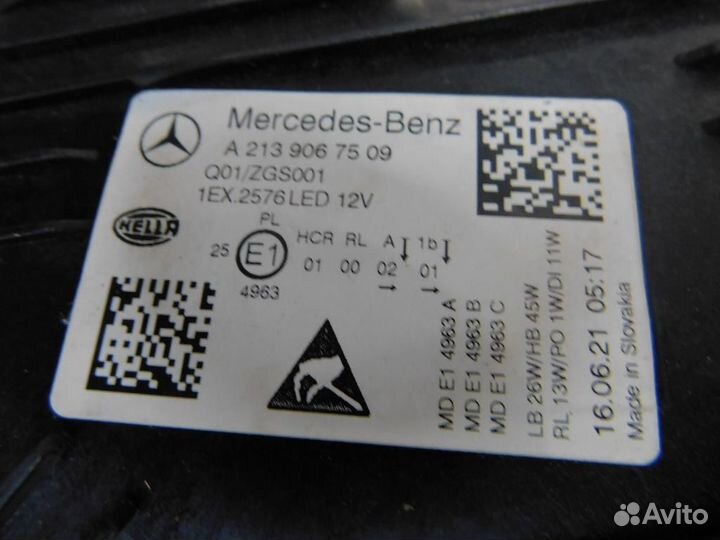 Mercedes-Benz
A 213 906 75 09
Q01/ZGS001
1EX.2576 LED 12V
HELLA
PL
25 E1 HCR RL A 1b
01 00 02 01
4963
MD E1 4963 A
MD E1 4963 B
MD E1 4963 C
LB 26W/HB 45W
RL, 13W/PO 1W/DI 11W
16.06.21 05:17
Made in Slovakia
Avito